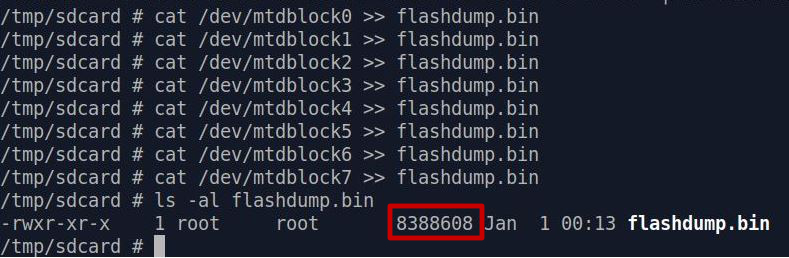 /tmp/sdcard # cat /dev/mtdblock0 >> flashdump.bin
/tmp/sdcard # cat /dev/mtdblock1 >> flashdump.bin
/tmp/sdcard # cat /dev/mtdblock2 >> flashdump.bin
/tmp/sdcard # cat /dev/mtdblock3 >> flashdump.bin
/tmp/sdcard # cat /dev/mtdblock4 >> flashdump.bin
/tmp/sdcard # cat /dev/mtdblock5 >> flashdump.bin
/tmp/sdcard # cat /dev/mtdblock6 >> flashdump.bin
/tmp/sdcard # cat /dev/mtdblock7 >> flashdump.bin
/tmp/sdcard # ls -al flashdump.bin
-rwxr-xr-x    1 root     root       8388608 Jan  1 00:13 flashdump.bin
/tmp/sdcard #